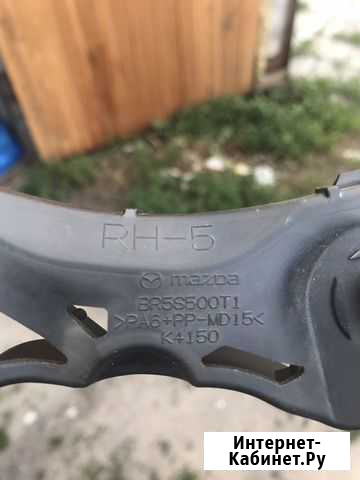 RH-5
mazda
BR5S500T1
>PA6+PP-MD15<
K4150
Интернет-
Кабинет.Ру